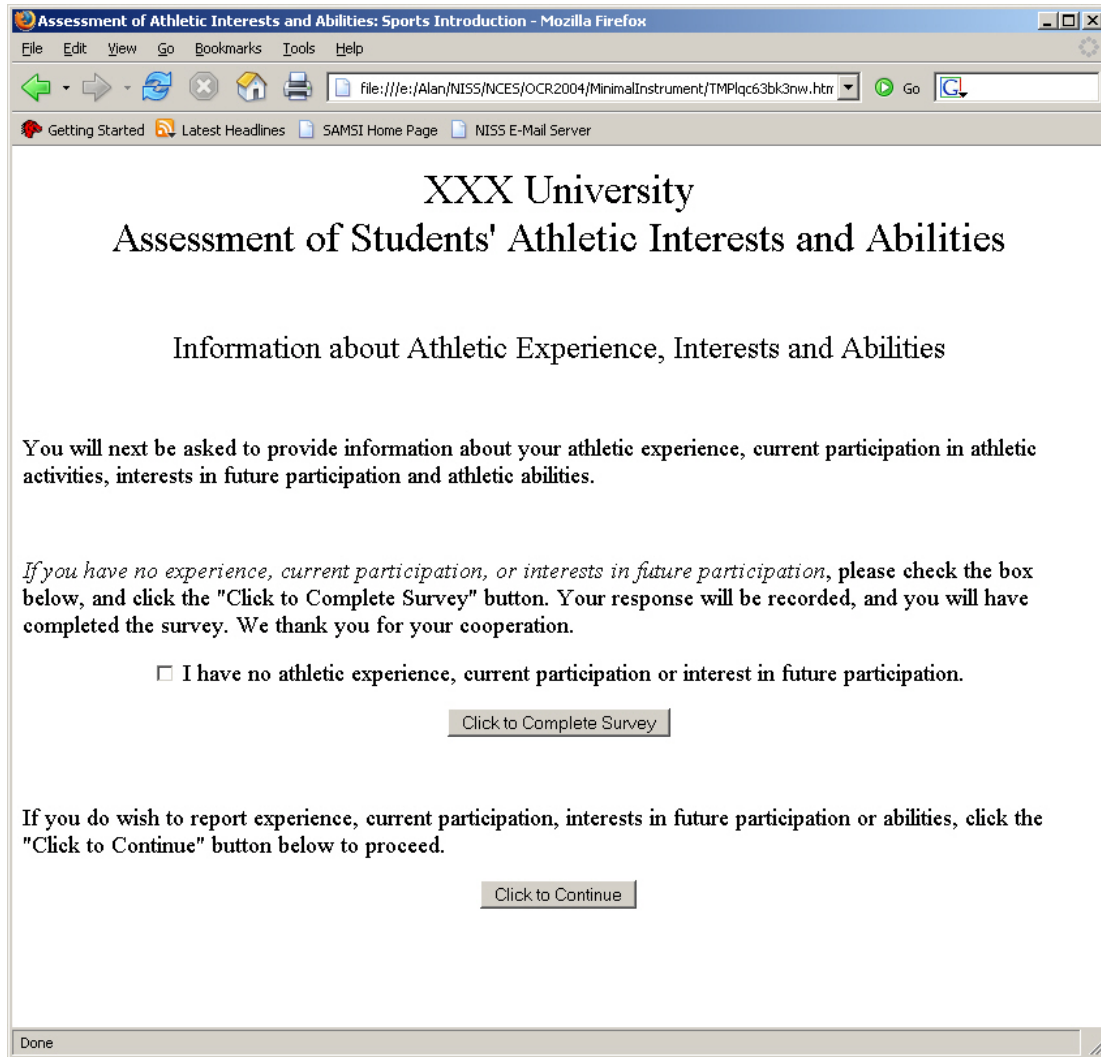 Assessment of Athletic Interests and Abilities: Sports Introduction - Mozilla Firefox
File Edit View Go Bookmarks Tools Help
file:///e:/Alan/NISS/NCES/OCR2004/MinimalInstrument/TMPlqc63bk3nw.htm Go G
Getting Started Latest Headlines SAMSI Home Page NISS E-Mail Server
XXX University
Assessment of Students' Athletic Interests and Abilities
Information about Athletic Experience, Interests and Abilities
You will next be asked to provide information about your athletic experience, current participation in athletic
activities, interests in future participation and athletic abilities.
If you have no experience, current participation, or interests in future participation, please check the box
below, and click the "Click to Complete Survey" button. Your response will be recorded, and you will have
completed the survey. We thank you for your cooperation.
I have no athletic experience, current participation or interest in future participation.
Click to Complete Survey
If you do wish to report experience, current participation, interests in future participation or abilities, click the
"Click to Continue" button below to proceed.
Click to Continue
Done